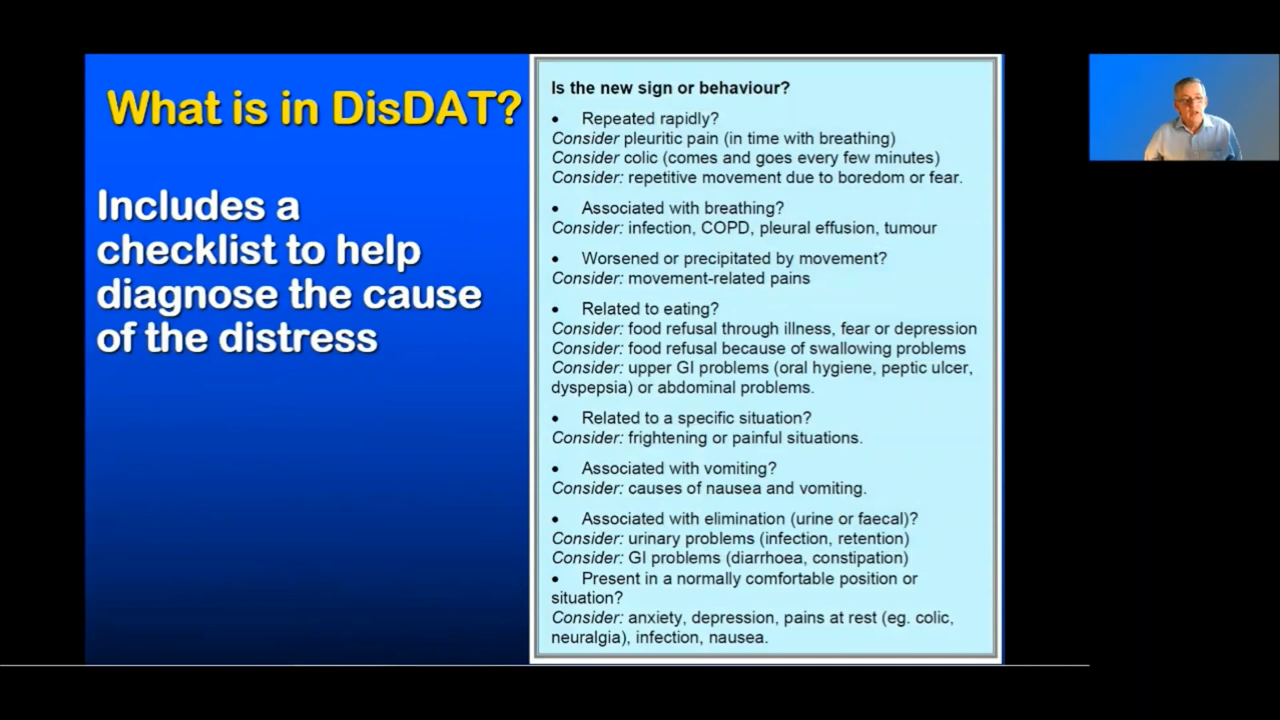 What is in DisDAT?
Includes a
checklist to help
diagnose the cause
of the distress
Is the new sign or behaviour?
• Repeated rapidly?
Consider pleuritic pain (in time with breathing)
Consider colic (comes and goes every few minutes)
Consider: repetitive movement due to boredom or fear.
• Associated with breathing?
Consider: infection, COPD, pleural effusion, tumour
• Worsened or precipitated by movement?
Consider: movement-related pains
• Related to eating?
Consider: food refusal through illness, fear or depression
Consider: food refusal because of swallowing problems
Consider: upper GI problems (oral hygiene, peptic ulcer,
dyspepsia) or abdominal problems.
• Related to a specific situation?
Consider: frightening or painful situations.
• Associated with vomiting?
Consider: causes of nausea and vomiting.
• Associated with elimination (urine or faecal)?
Consider: urinary problems (infection, retention)
Consider: GI problems (diarrhoea, constipation)
• Present in a normally comfortable position or
situation?
Consider: anxiety, depression, pains at rest (eg. colic,
neuralgia), infection, nausea.